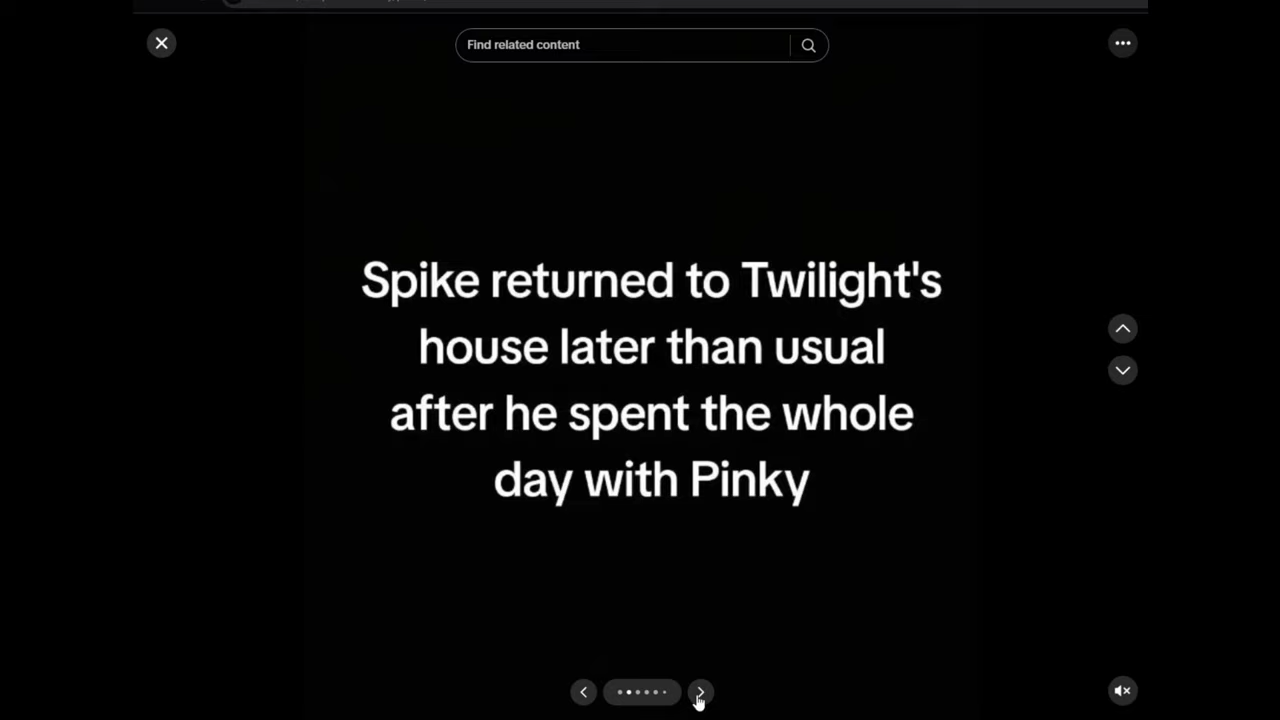 Find related content
Spike returned to Twilight's
house later than usual
after he spent the whole
day with Pinky